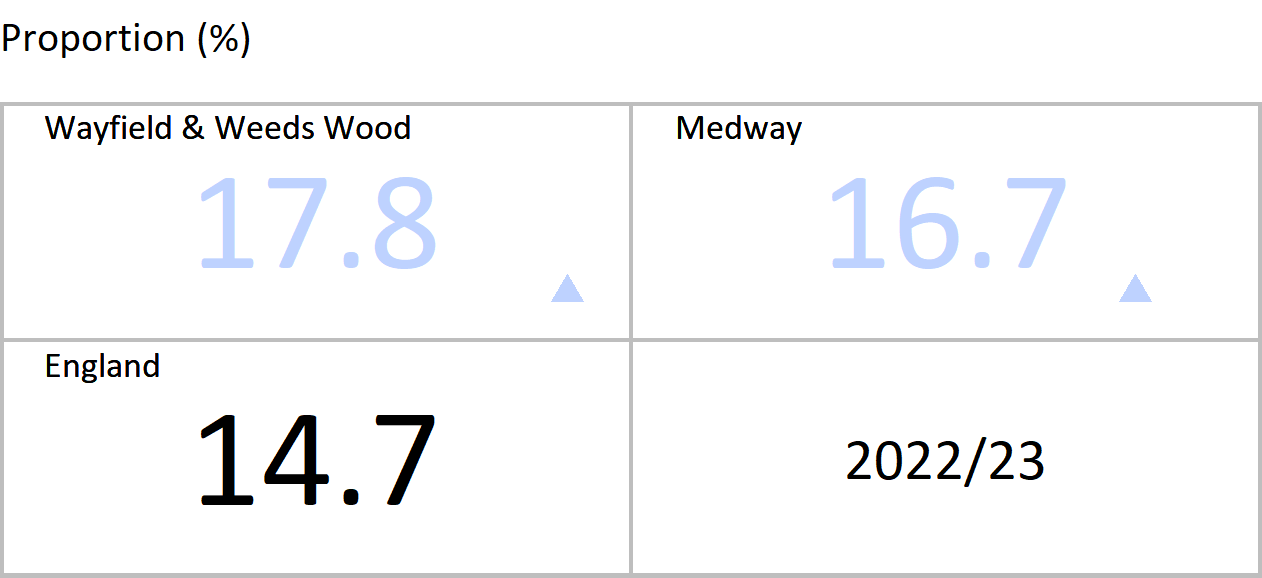 Proportion (%)
Wayfield & Weeds Wood
17.8
Medway
16.7
England
14.7
2022/23